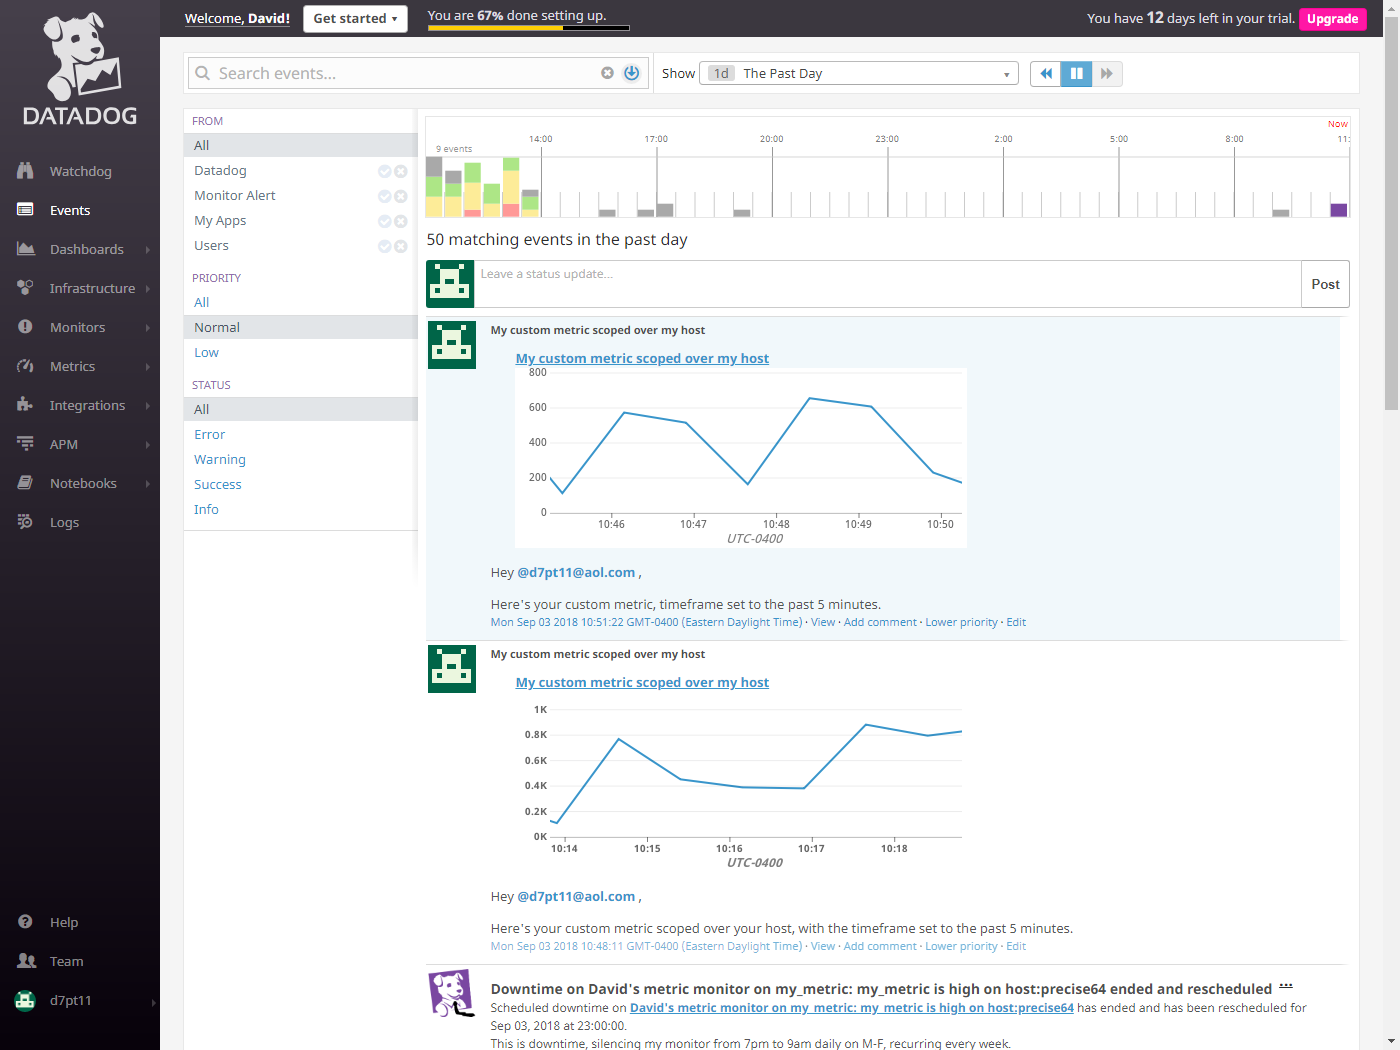 DATADOG
Watchdog
Events
Dashboards
Infrastructure
Monitors
Metrics
Integrations
APM
Notebooks
Logs
Help
Team
d7pt11
Welcome, David!
Get started
You are 67% done setting up.
You have 12 days left in your trial.
Upgrade
Search events...
Show
1d The Past Day
FROM
All
Datadog
Monitor Alert
My Apps
Users
PRIORITY
All
Normal
Low
STATUS
All
Error
Warning
Success
Info
Now
14:00 17:00 20:00 23:00 2:00 5:00 8:00 11:
9 events
50 matching events in the past day
Leave a status update...
Post
My custom metric scoped over my host
My custom metric scoped over my host
800
600
400
200
0
10:46 10:47 10:48 10:49 10:50
UTC-0400
Hey @d7pt11@aol.com ,
Here's your custom metric, timeframe set to the past 5 minutes.
Mon Sep 03 2018 10:51:22 GMT-0400 (Eastern Daylight Time) · View · Add comment · Lower priority · Edit
My custom metric scoped over my host
My custom metric scoped over my host
1K
0.8K
0.6K
0.4K
0.2K
0K
10:14 10:15 10:16 10:17 10:18
UTC-0400
Hey @d7pt11@aol.com ,
Here's your custom metric scoped over your host, with the timeframe set to the past 5 minutes.
Mon Sep 03 2018 10:48:11 GMT-0400 (Eastern Daylight Time) · View · Add comment · Lower priority · Edit
Downtime on David's metric monitor on my_metric: my_metric is high on host:precise64 ended and rescheduled ...
Scheduled downtime on David's metric monitor on my_metric: my_metric is high on host:precise64 has ended and has been rescheduled for
Sep 03, 2018 at 23:00:00.
This is downtime, silencing my monitor from 7pm to 9am daily on M-F, recurring every week.